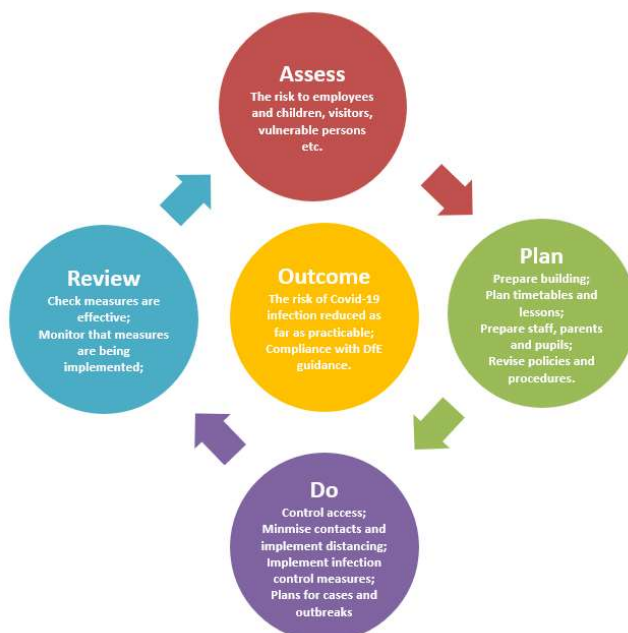 Assess
The risk to employees
and children, visitors,
vulnerable persons
etc.
Plan
Prepare building;
Plan timetables and
lessons;
Prepare staff, parents
and pupils;
Revise policies and
procedures.
Do
Control access;
Minmise contacts and
implement distancing;
Implement infection
control measures;
Plans for cases and
outbreaks
Review
Check measures are
effective;
Monitor that measures
are being
implemented;
Outcome
The risk of Covid-19
infection reduced as
far as practicable;
Compliance with DfE
guidance.